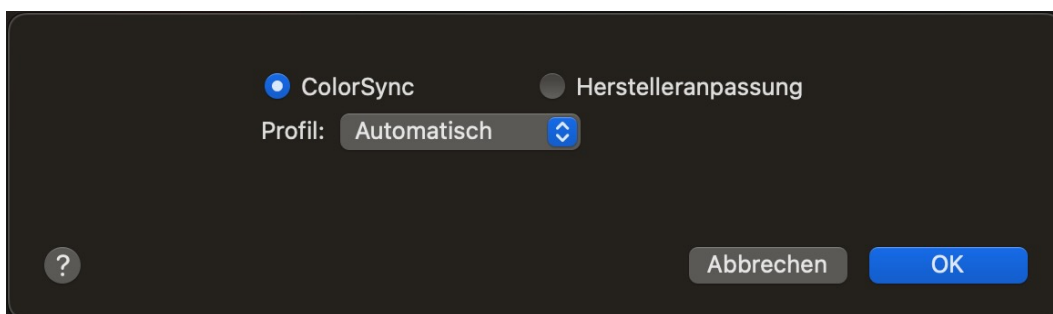 ColorSync Herstelleranpassung
Profil: Automatisch
? Abbrechen OK